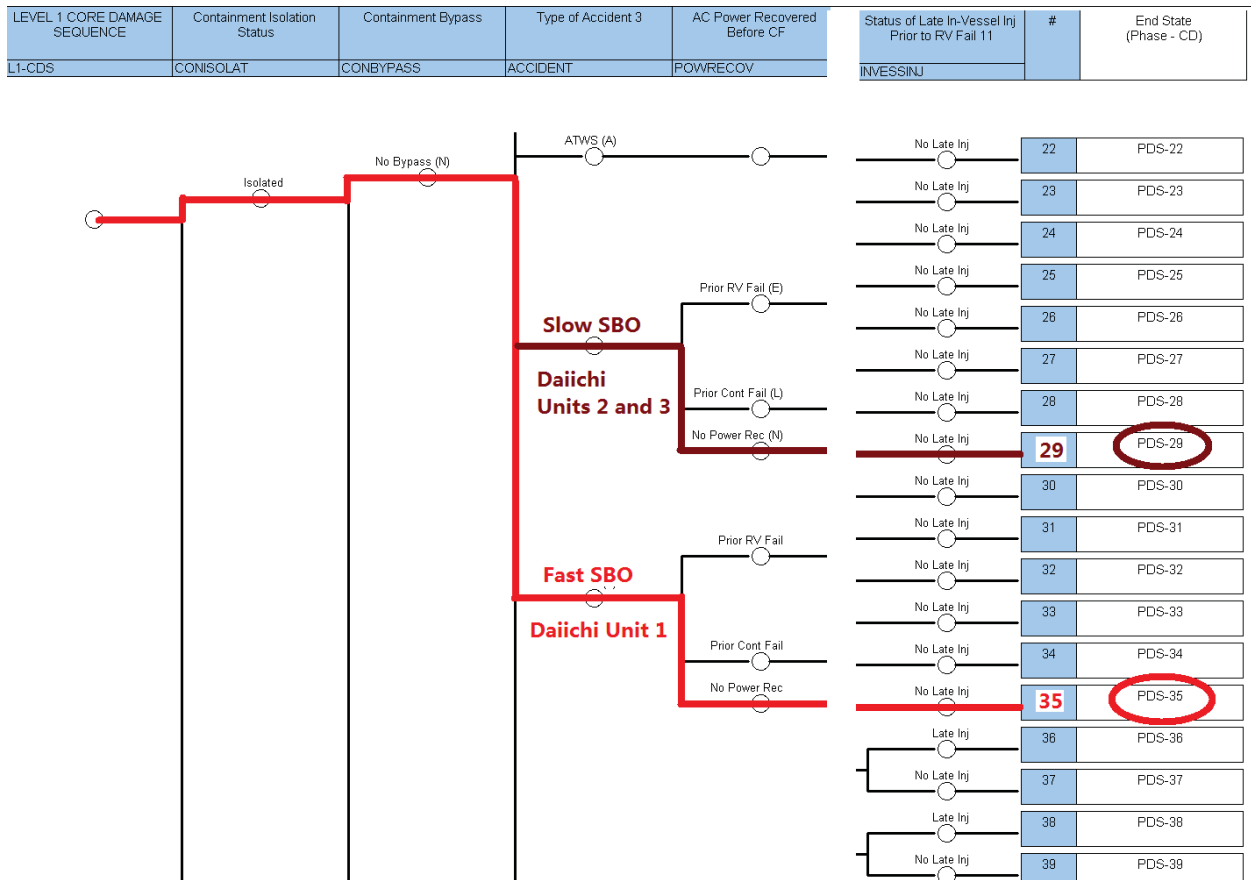 LEVEL 1 CORE DAMAGE
SEQUENCE
Containment Isolation
Status
Containment Bypass
Type of Accident 3
AC Power Recovered
Before CF
Status of Late In-Vessel Inj
Prior to RV Fail 11
#
End State
(Phase - CD)
L1-CDS
CONISOLAT
CONBYPASS
ACCIDENT
POWRECOV
INVESSINJ
ATWS (A)
No Late Inj
22
PDS-22
No Bypass (N)
Isolated
No Late Inj
23
PDS-23
No Late Inj
24
PDS-24
No Late Inj
25
PDS-25
Prior RV Fail (E)
No Late Inj
26
PDS-26
Slow SBO
No Late Inj
27
PDS-27
Daiichi
Units 2 and 3
Prior Cont Fail (L)
No Late Inj
28
PDS-28
No Power Rec (N)
No Late Inj
29
PDS-29
No Late Inj
30
PDS-30
No Late Inj
31
PDS-31
Prior RV Fail
No Late Inj
32
PDS-32
Fast SBO
No Late Inj
33
PDS-33
Daiichi Unit 1
Prior Cont Fail
No Late Inj
34
PDS-34
No Power Rec
No Late Inj
35
PDS-35
Late Inj
36
PDS-36
No Late Inj
37
PDS-37
Late Inj
38
PDS-38
No Late Inj
39
PDS-39